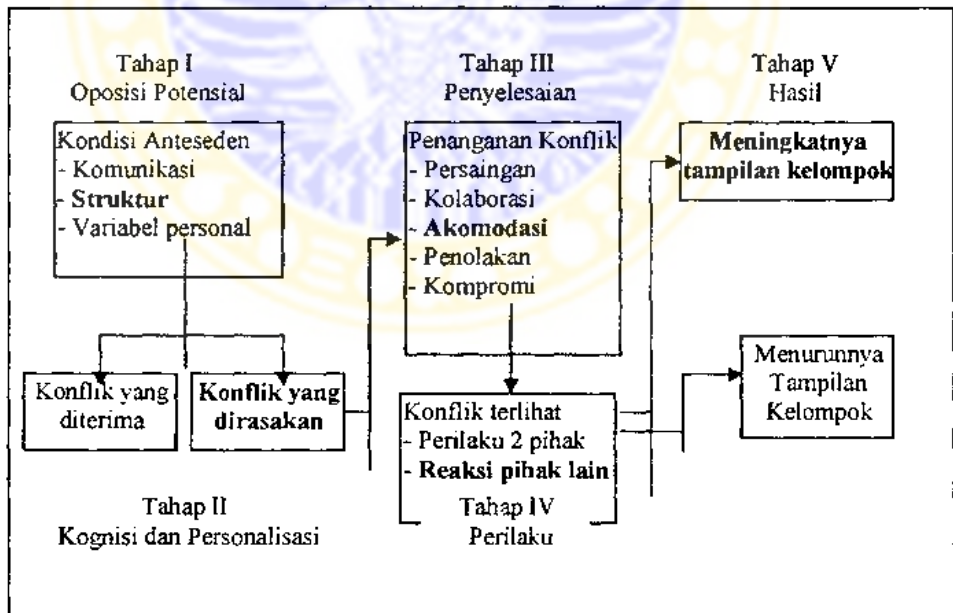 Tahap I
Oposisi Potensial
Kondisi Anteseden
- Komunikasi
- Struktur
- Variabel personal
Konflik yang
diterima
Konflik yang
dirasakan
Tahap II
Kognisi dan Personalisasi
Tahap III
Penyelesaian
Penanganan Konflik
- Persaingan
- Kolaborasi
- Akomodasi
- Penolakan
- Kompromi
Konflik terlihat
- Perilaku 2 pihak
- Reaksi pihak lain
Tahap IV
Perilaku
Tahap V
Hasil
Meningkatnya
tampilan kelompok
Menurunnya
Tampilan
Kelompok